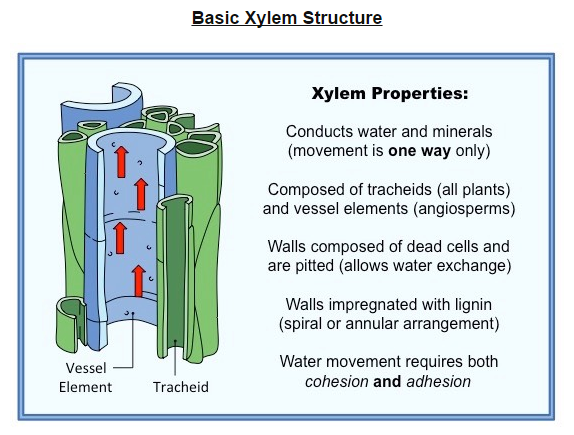 Basic Xylem Structure
Xylem Properties:
Conducts water and minerals
(movement is one way only)
Composed of tracheids (all plants)
and vessel elements (angiosperms)
Walls composed of dead cells and
are pitted (allows water exchange)
Walls impregnated with lignin
(spiral or annular arrangement)
Water movement requires both
cohesion and adhesion
Vessel
Element
Tracheid